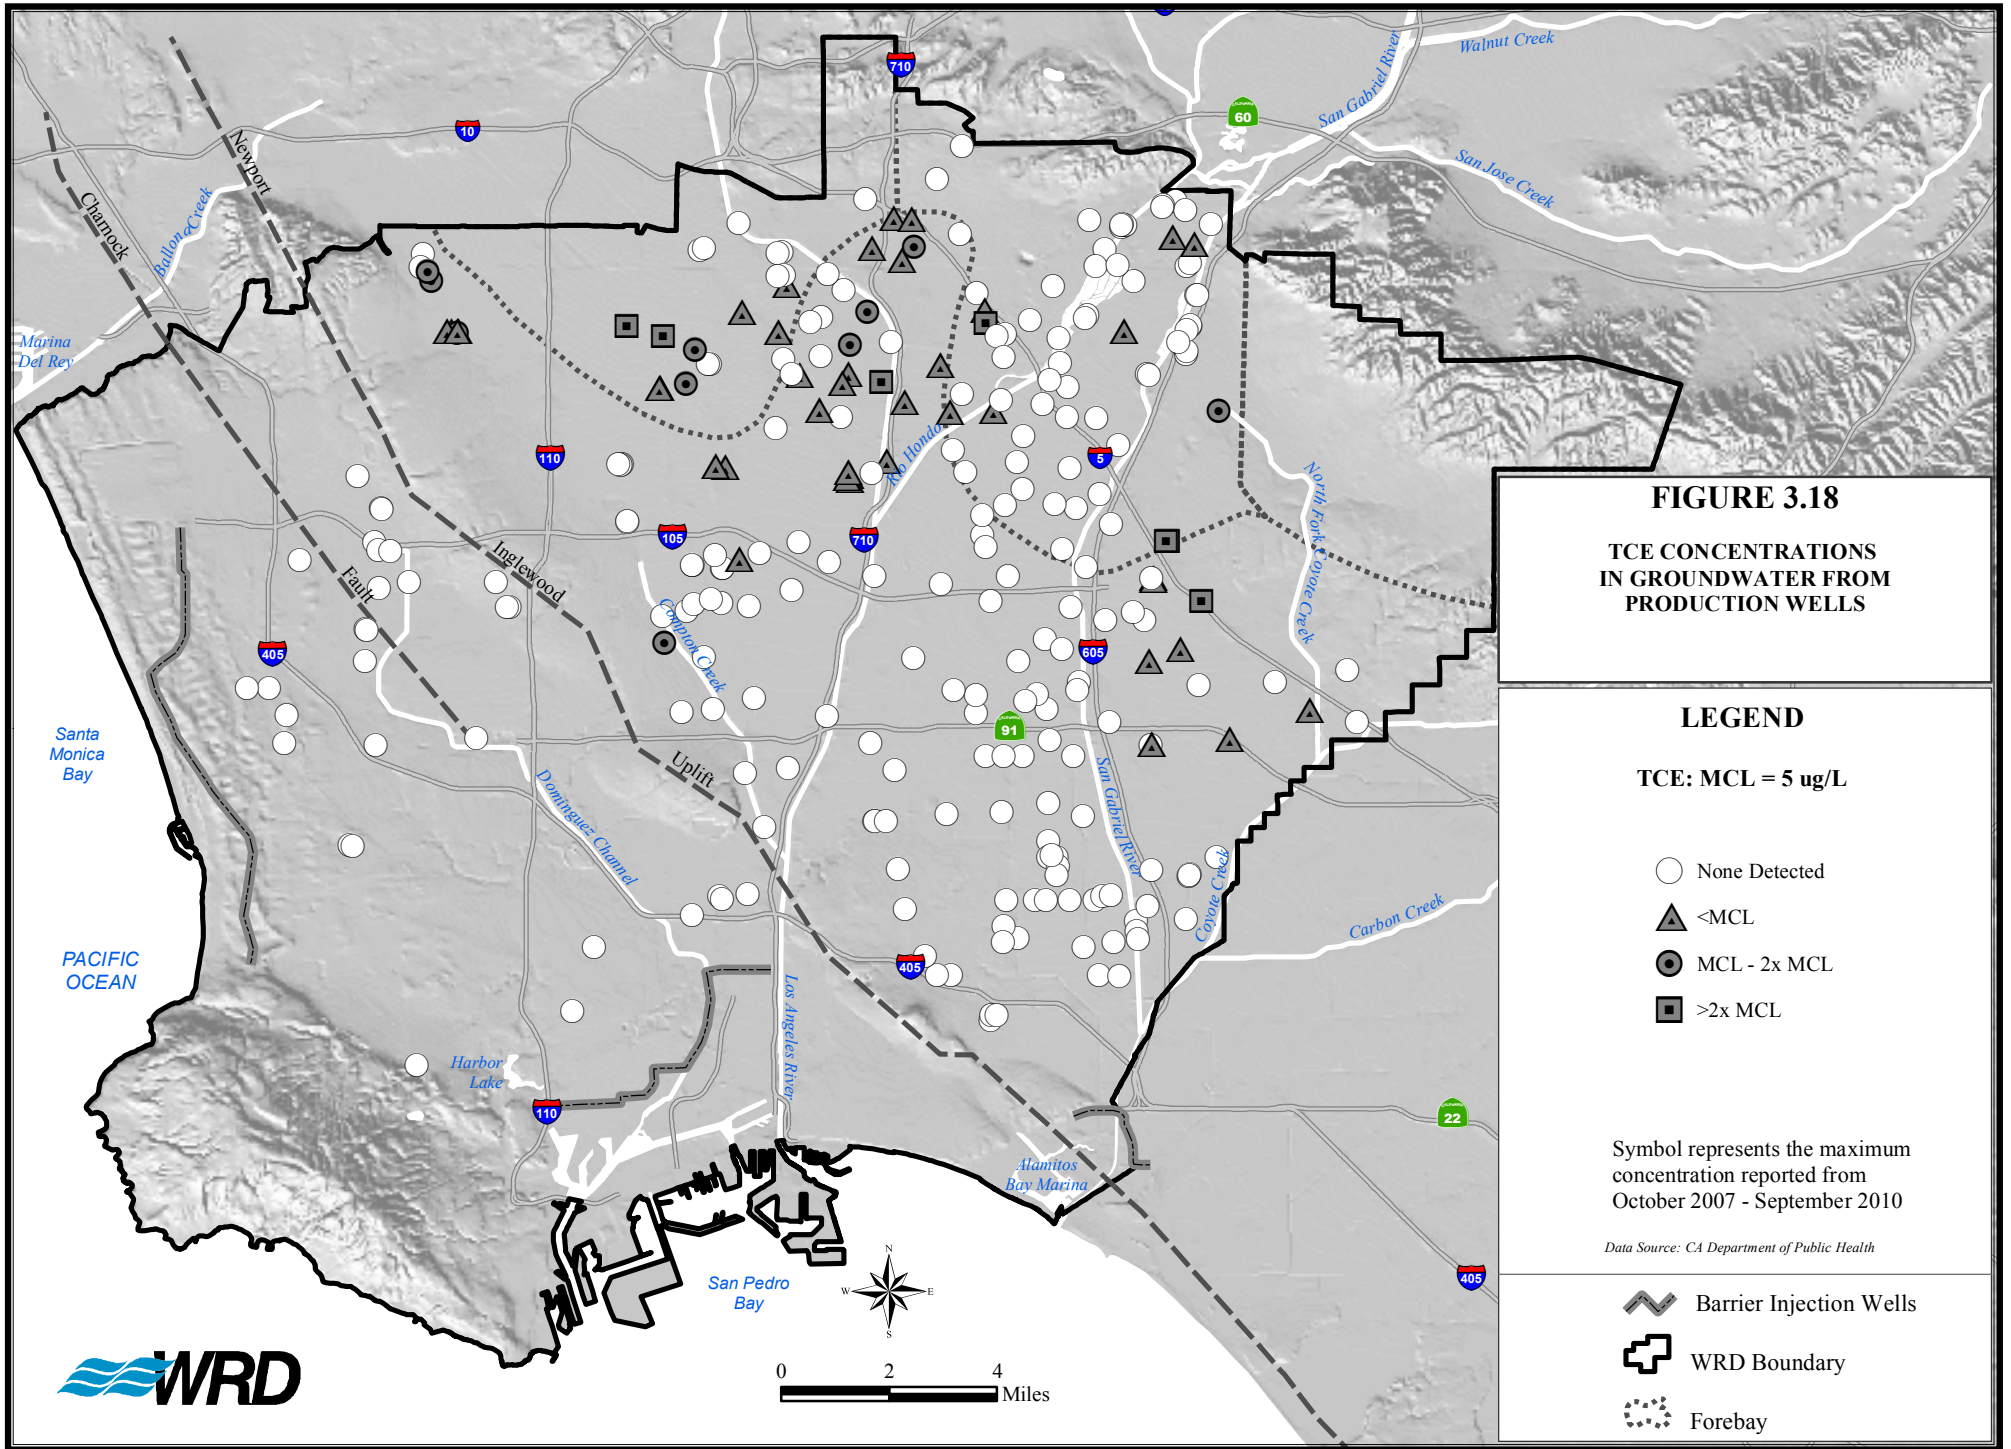 710
Walnut Creek
San Gabriel River
60
10
Newport
San Jose Creek
Charnock
Ballona Creek
Marina
Del Rey
110
5
Rio Hondo
North Fork Coyote Creek
105
710
Inglewood
Fault
Compton Creek
405
605
91
Santa
Monica
Bay
Uplift
Dominguez Channel
San Gabriel River
Coyote Creek
Carbon Creek
PACIFIC
OCEAN
405
Los Angeles River
Harbor
Lake
110
22
Alamitos
Bay Marina
405
San Pedro
Bay
N
W
E
S
WRD
0
2
4
Miles
FIGURE 3.18
TCE CONCENTRATIONS
IN GROUNDWATER FROM
PRODUCTION WELLS
LEGEND
TCE: MCL = 5 ug/L
None Detected
<MCL
MCL - 2x MCL
>2x MCL
Symbol represents the maximum
concentration reported from
October 2007 - September 2010
Data Source: CA Department of Public Health
Barrier Injection Wells
WRD Boundary
Forebay